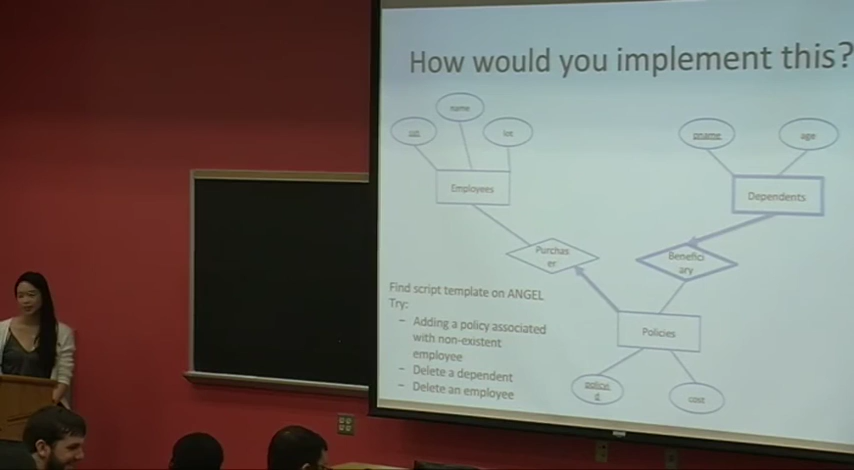 How would you implement this?
name
ssn
lot
pname
age
Employees
Dependents
Purchas
er
Benefici
ary
Find script template on ANGEL
Try:
– Adding a policy associated
with non-existent
employee
– Delete a dependent
– Delete an employee
Policies
policyi
d
cost